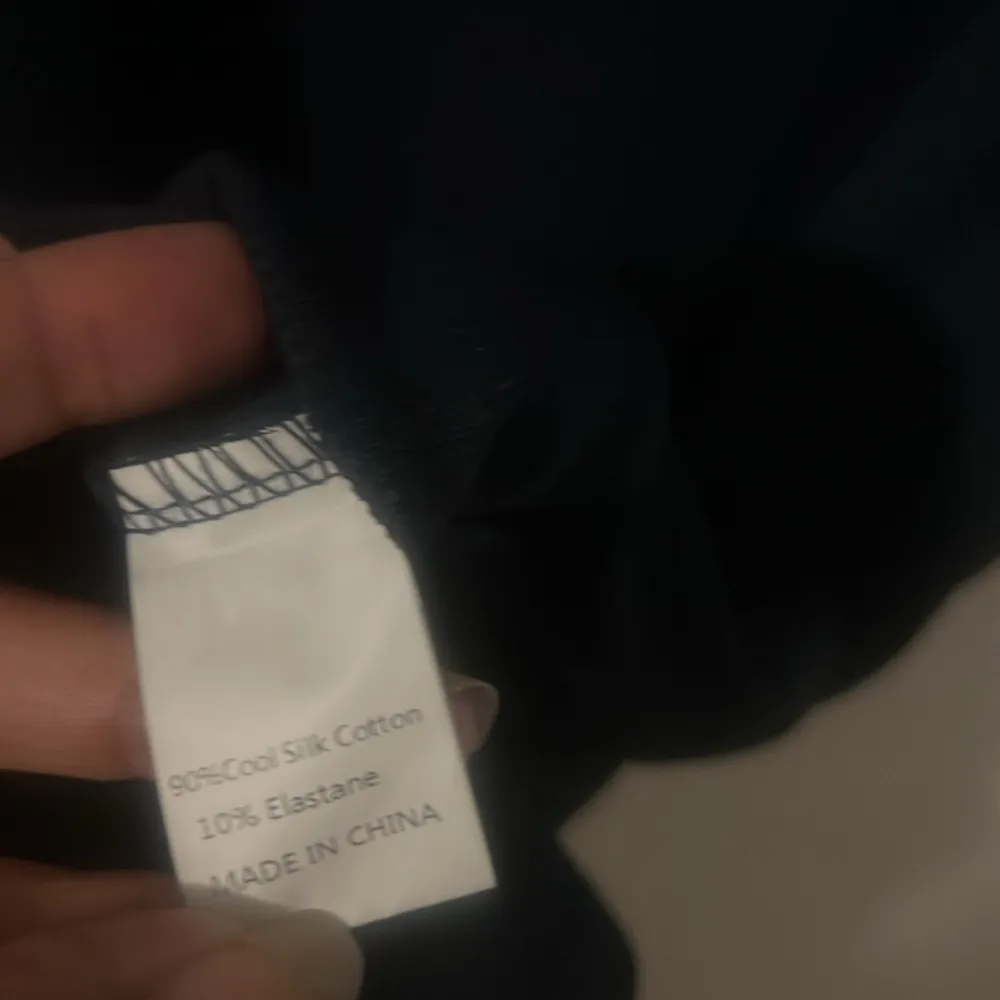 90%Cool Silk Cotton
10% Elastane
MADE IN CHINA